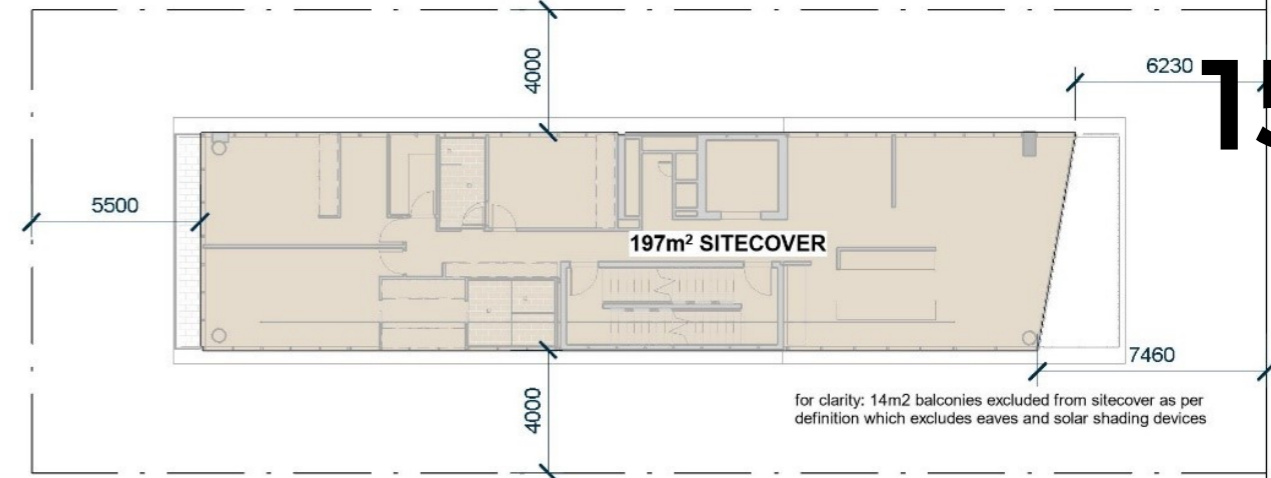 4000
6230
15
5500
197m² SITECOVER
7460
4000
for clarity: 14m2 balconies excluded from sitecover as per
definition which excludes eaves and solar shading devices